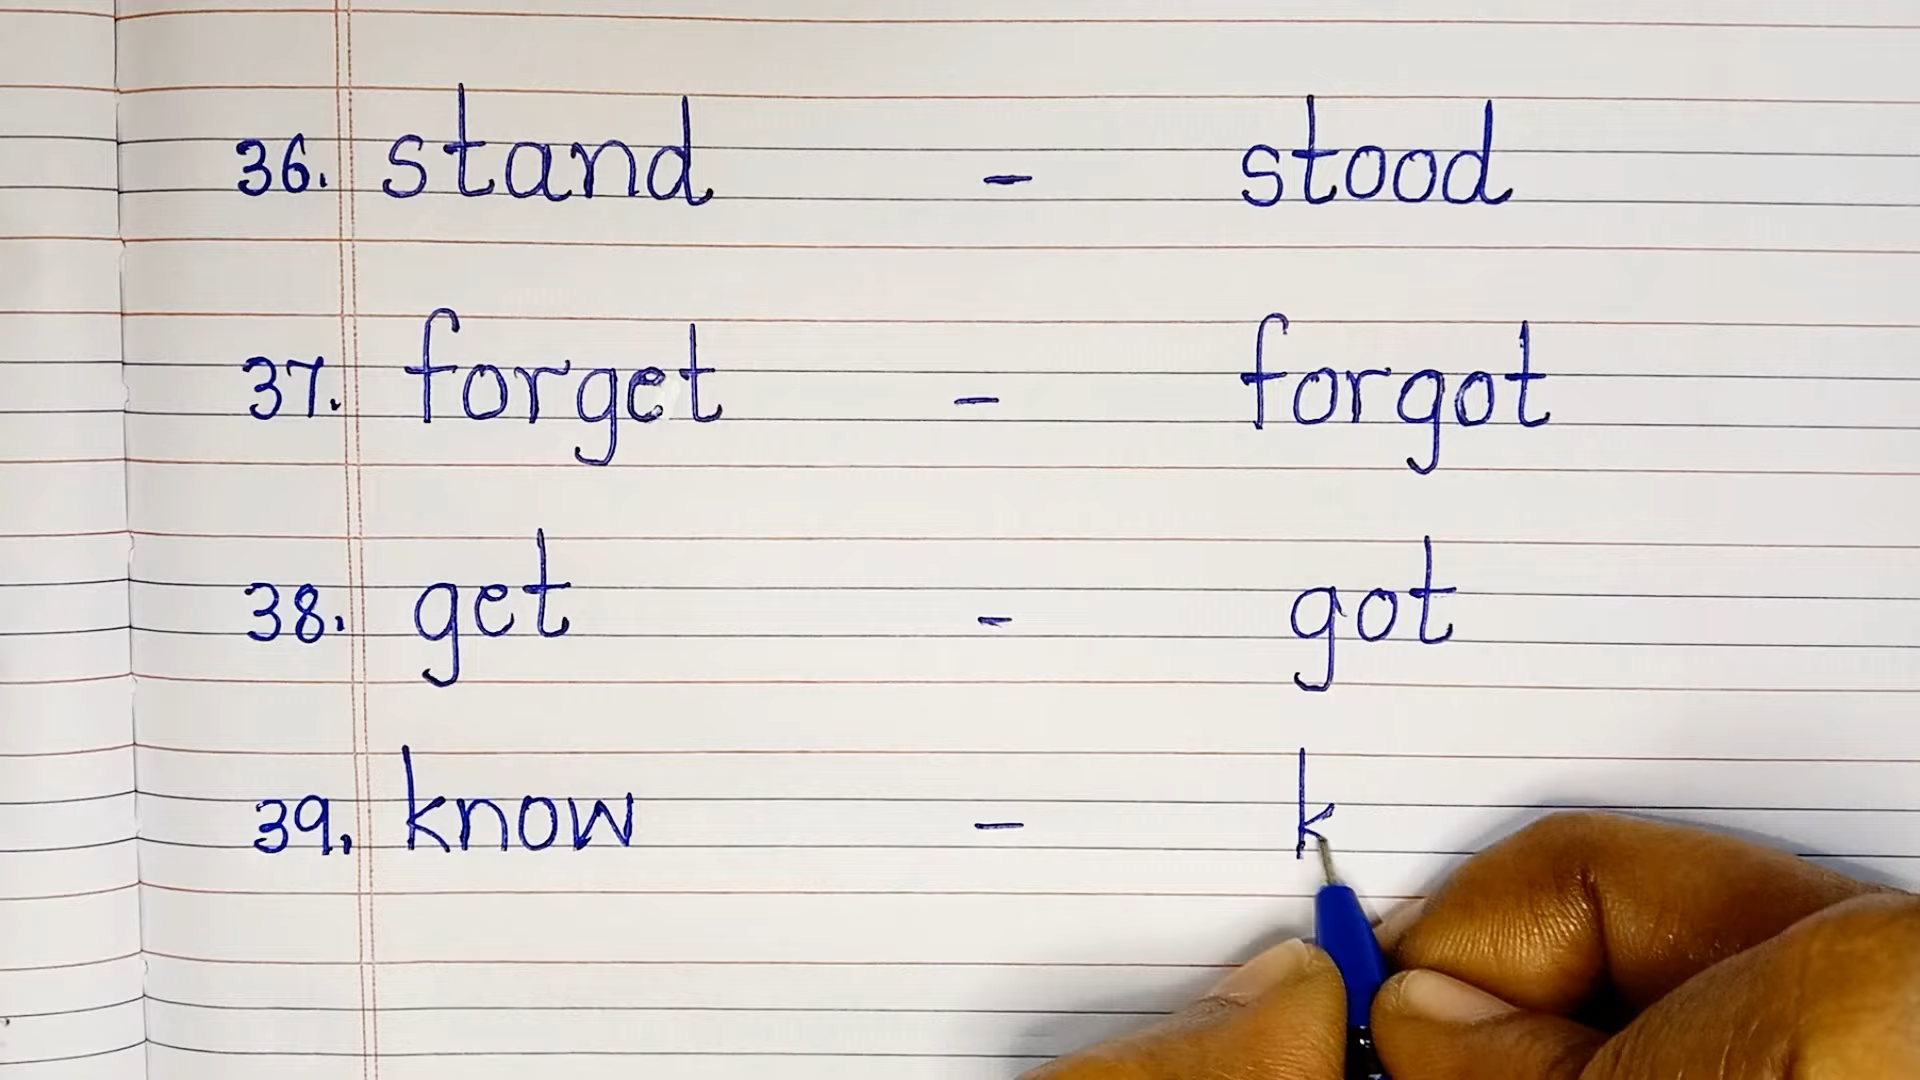 36. stand - stood
37. forget - forgot
38. get - got
39. know - k